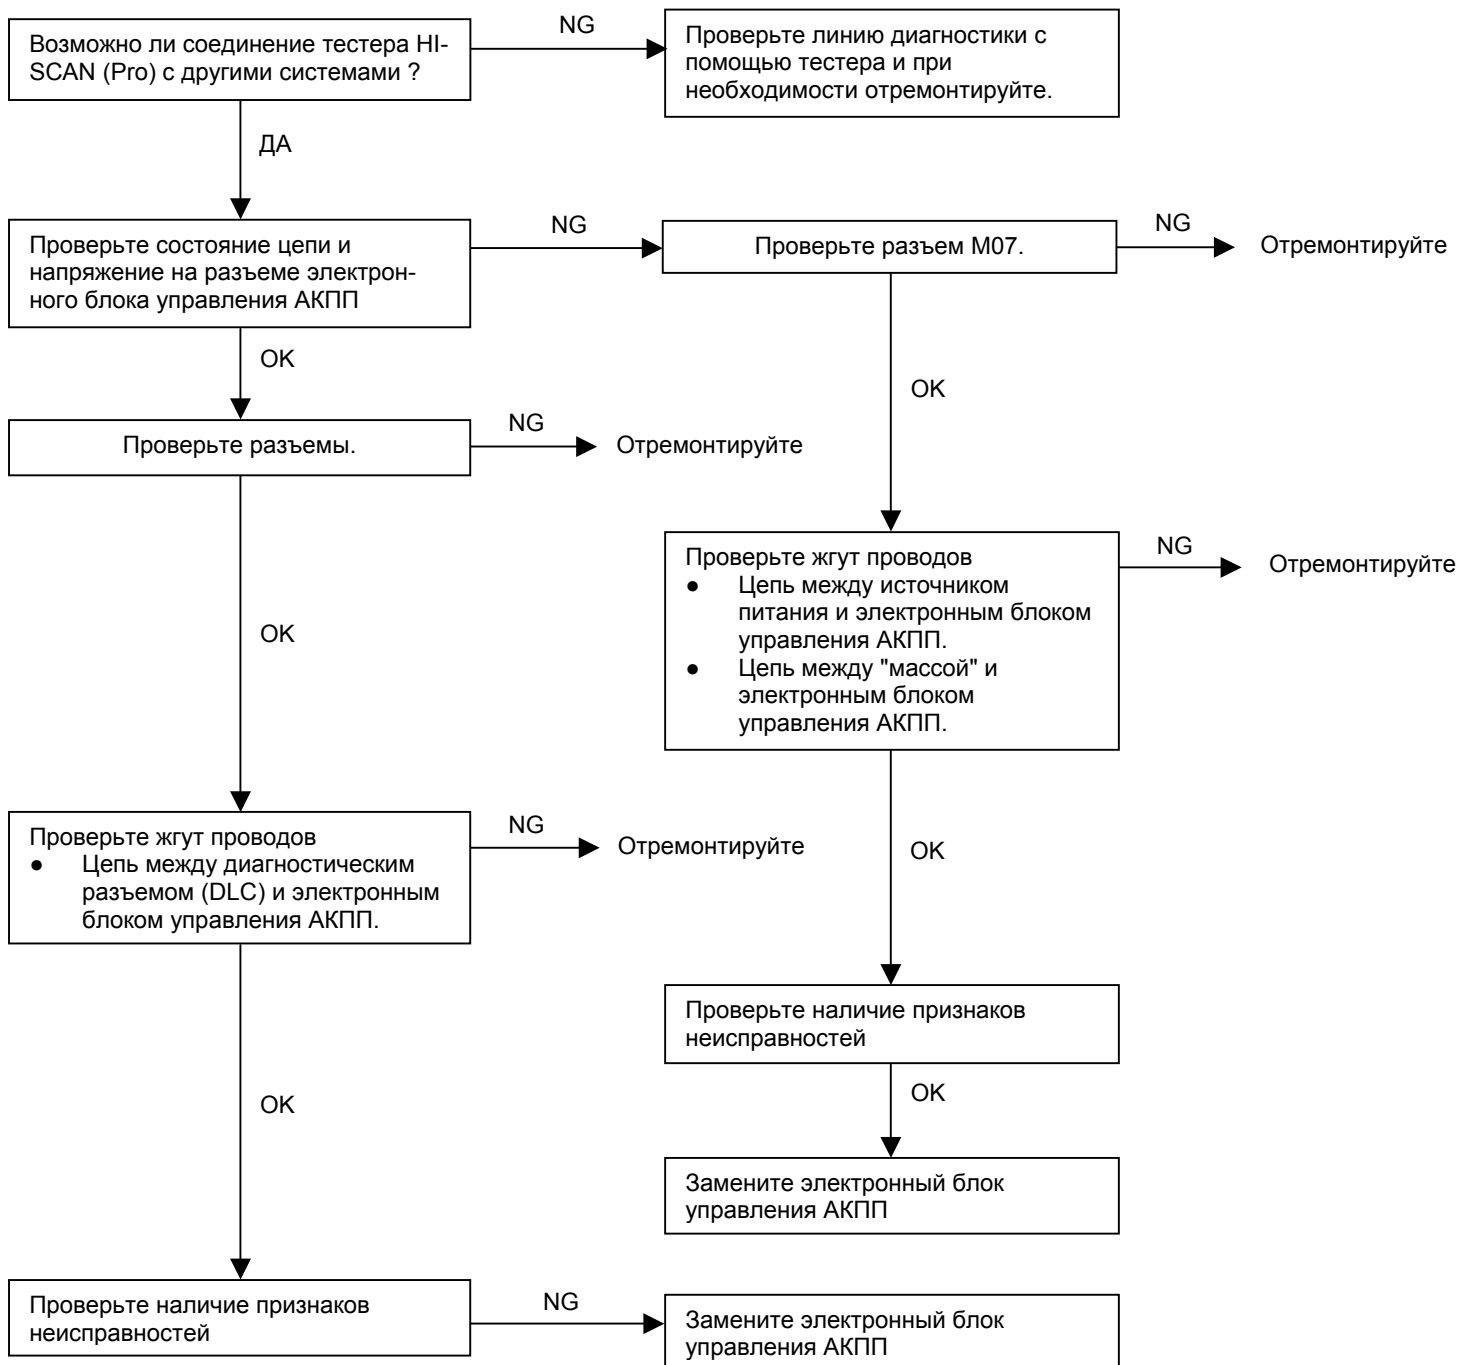 Возможно ли соединение тестера HI-
SCAN (Pro) с другими системами ?
NG
Проверьте линию диагностики с
помощью тестера и при
необходимости отремонтируйте.
ДА
Проверьте состояние цепи и
напряжение на разъеме электрон-
ного блока управления АКПП
NG
Проверьте разъем M07.
NG
Отремонтируйте
OK
OK
Проверьте разъемы.
NG
Отремонтируйте
OK
Проверьте жгут проводов
● Цепь между источником
питания и электронным блоком
управления АКПП.
● Цепь между "массой" и
электронным блоком
управления АКПП.
NG
Отремонтируйте
Проверьте жгут проводов
● Цепь между диагностическим
разъемом (DLC) и электронным
блоком управления АКПП.
NG
Отремонтируйте
OK
Проверьте наличие признаков
неисправностей
OK
OK
Замените электронный блок
управления АКПП
Проверьте наличие признаков
неисправностей
NG
Замените электронный блок
управления АКПП